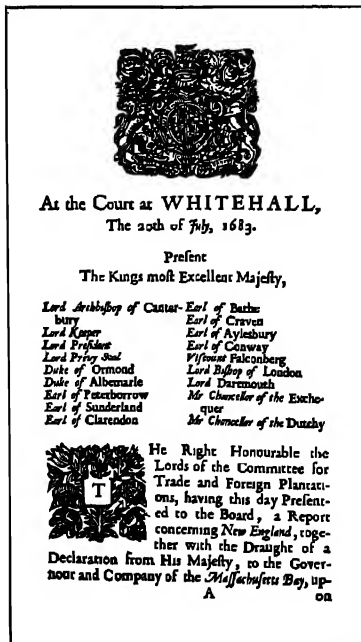 At the Court at WHITEHALL,
The 20th of July, 1683.
Present
The Kings most Excellent Majesty,
Lord Archbishop of Canter-
bury
Lord Keeper
Lord President
Lord Privy Seal
Duke of Ormond
Duke of Albemarle
Earl of Peterborrow
Earl of Sunderland
Earl of Clarendon
Earl of Bathe
Earl of Craven
Earl of Aylesbury
Earl of Conway
Viscount Falconberg
Lord Bishop of London
Lord Dartmouth
Mr Chancellor of the Exche-
quer
Mr Chancellor of the Dutchy
THe Right Honourable the
Lords of the Committee for
Trade and Foreign Plantati-
ons, having this day Present-
ed to the Board, a Report
concerning New England, toge-
ther with the Draught of a
Declaration from His Majesty, to the Gover-
nour and Company of the Massachusetts Bay, up-
A on